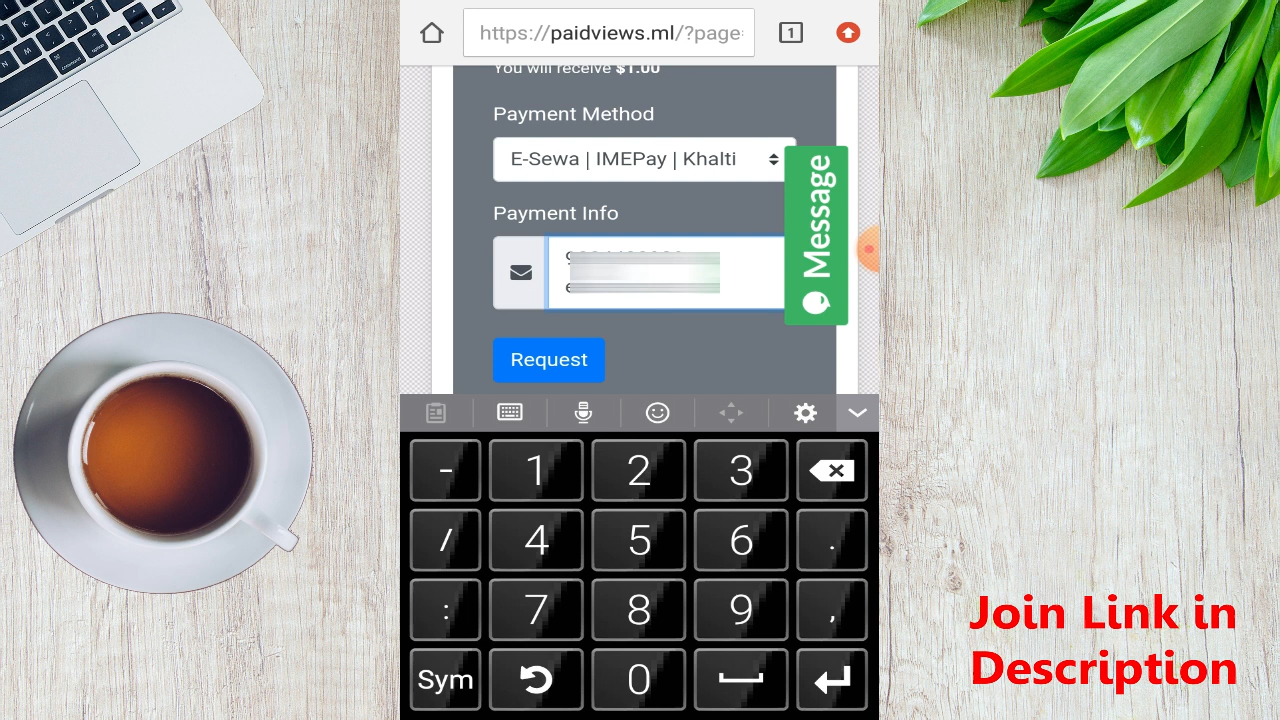 https://paidviews.ml/?page
You will receive $1.00
Payment Method
E-Sewa | IMEPay | Khalti
Message
Payment Info
Request
- 1 2 3
/ 4 5 6 .
: 7 8 9 ,
Sym 0
Join Link in
Description